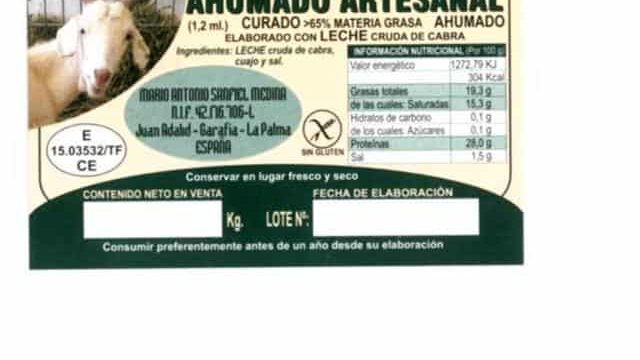 AHUMADO ARTESANAL
(1,2 ml.) CURADO >65% MATERIA GRASA AHUMADO
ELABORADO CON LECHE CRUDA DE CABRA
Ingredientes: LECHE cruda de cabra,
cuajo y sal.
INFORMACIÓN NUTRICIONAL (Por 100 g)
Valor energético 1272,79 KJ
304 Kcal
Grasas totales 19,3 g
de las cuales: Saturadas 15,3 g
Hidratos de carbono 0,1 g
de los cuales: Azúcares 0,1 g
Proteínas 28,0 g
Sal 1,5 g
MARIO ANTONIO SANFIEL MEDINA
N.I.F. 42.176.706-L
Juan Adalid - Garafía - La Palma
ESPAÑA
SIN GLUTEN
E
15.03532/TF
CE
Conservar en lugar fresco y seco
CONTENIDO NETO EN VENTA
FECHA DE ELABORACIÓN
Kg. LOTE Nº:
Consumir preferentemente antes de un año desde su elaboración